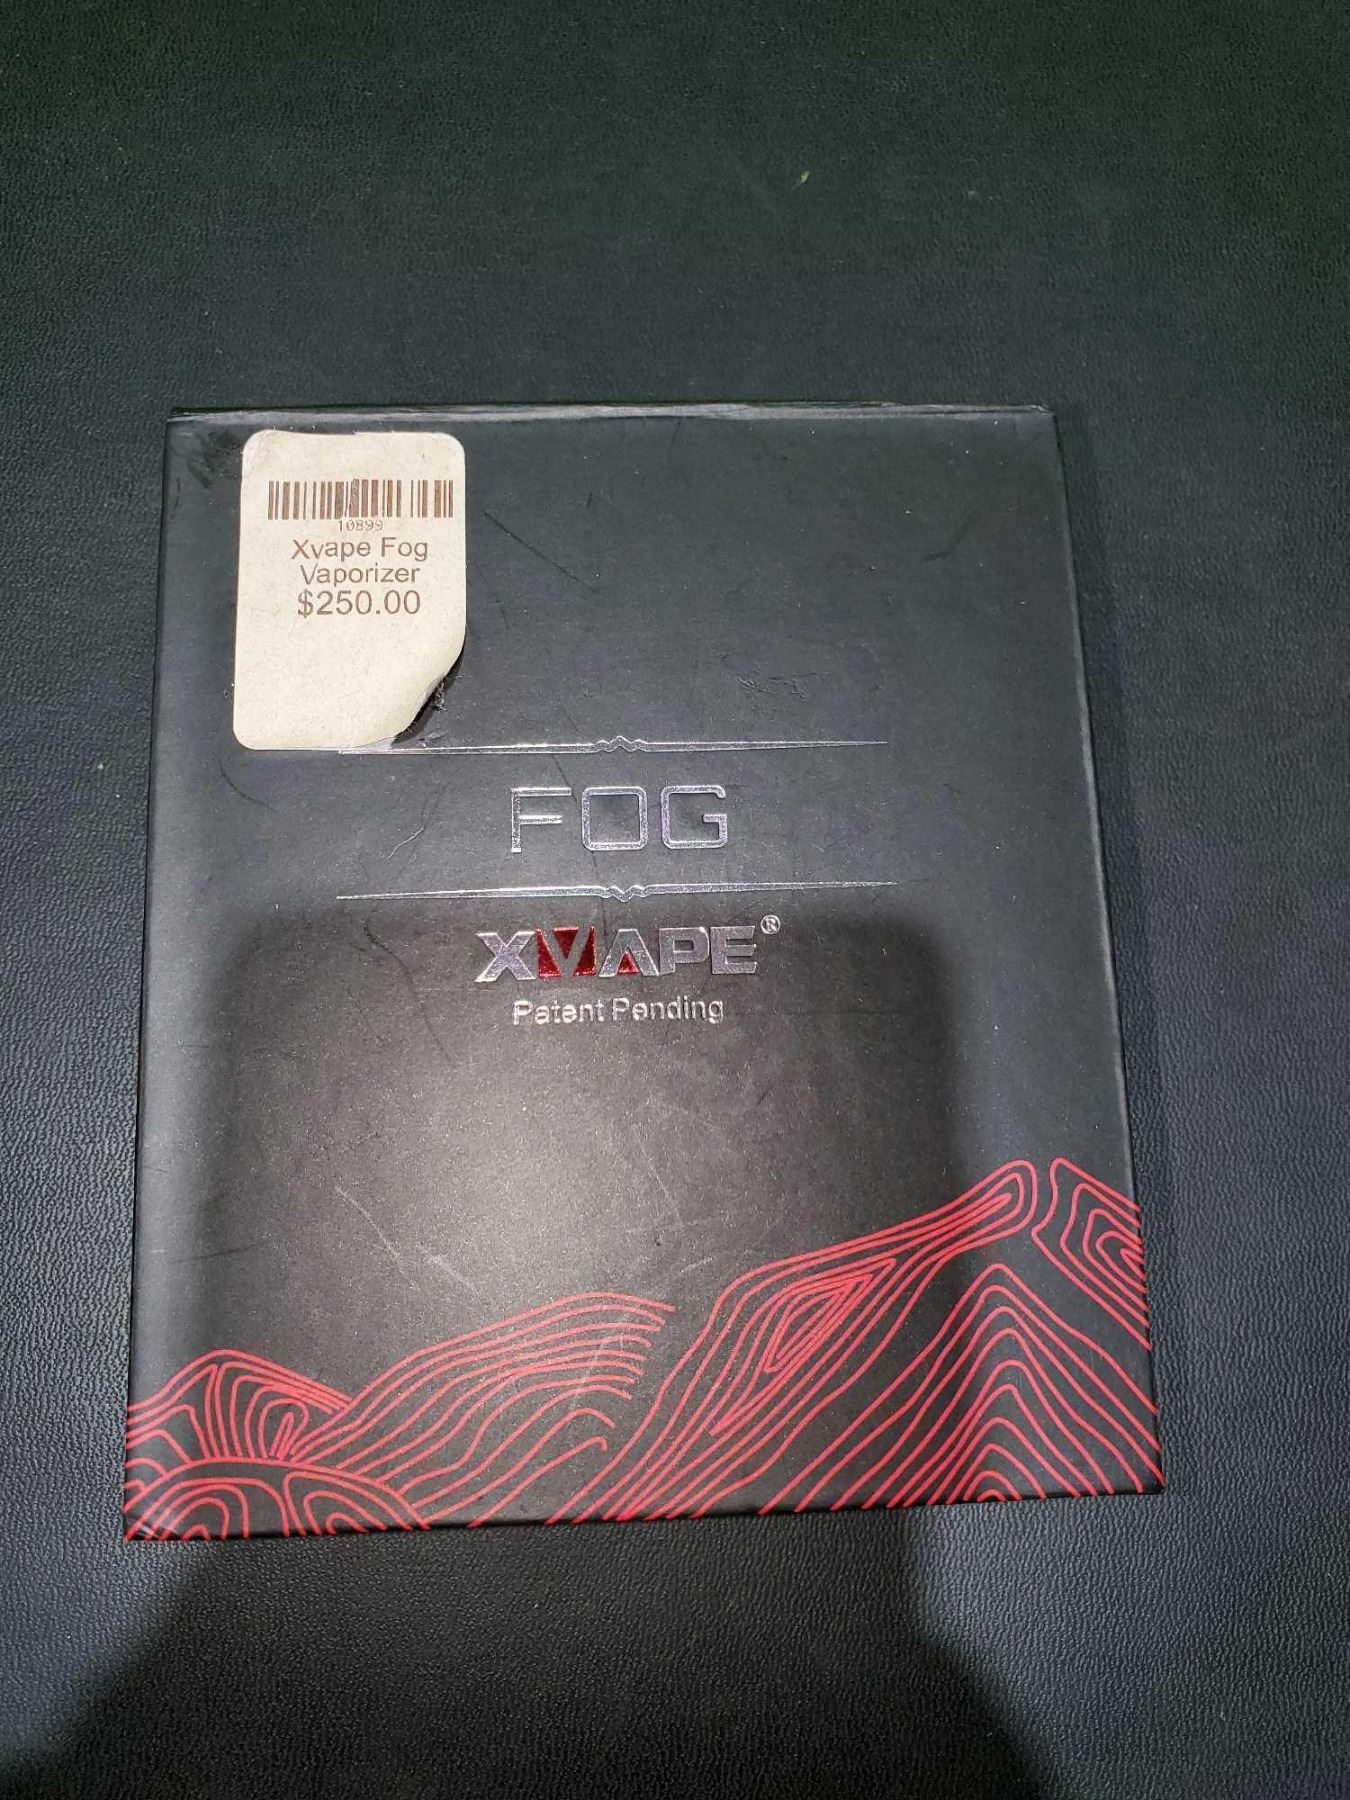 10899
Xvape Fog
Vaporizer
$250.00
FOG
XVAPE®
Patent Pending